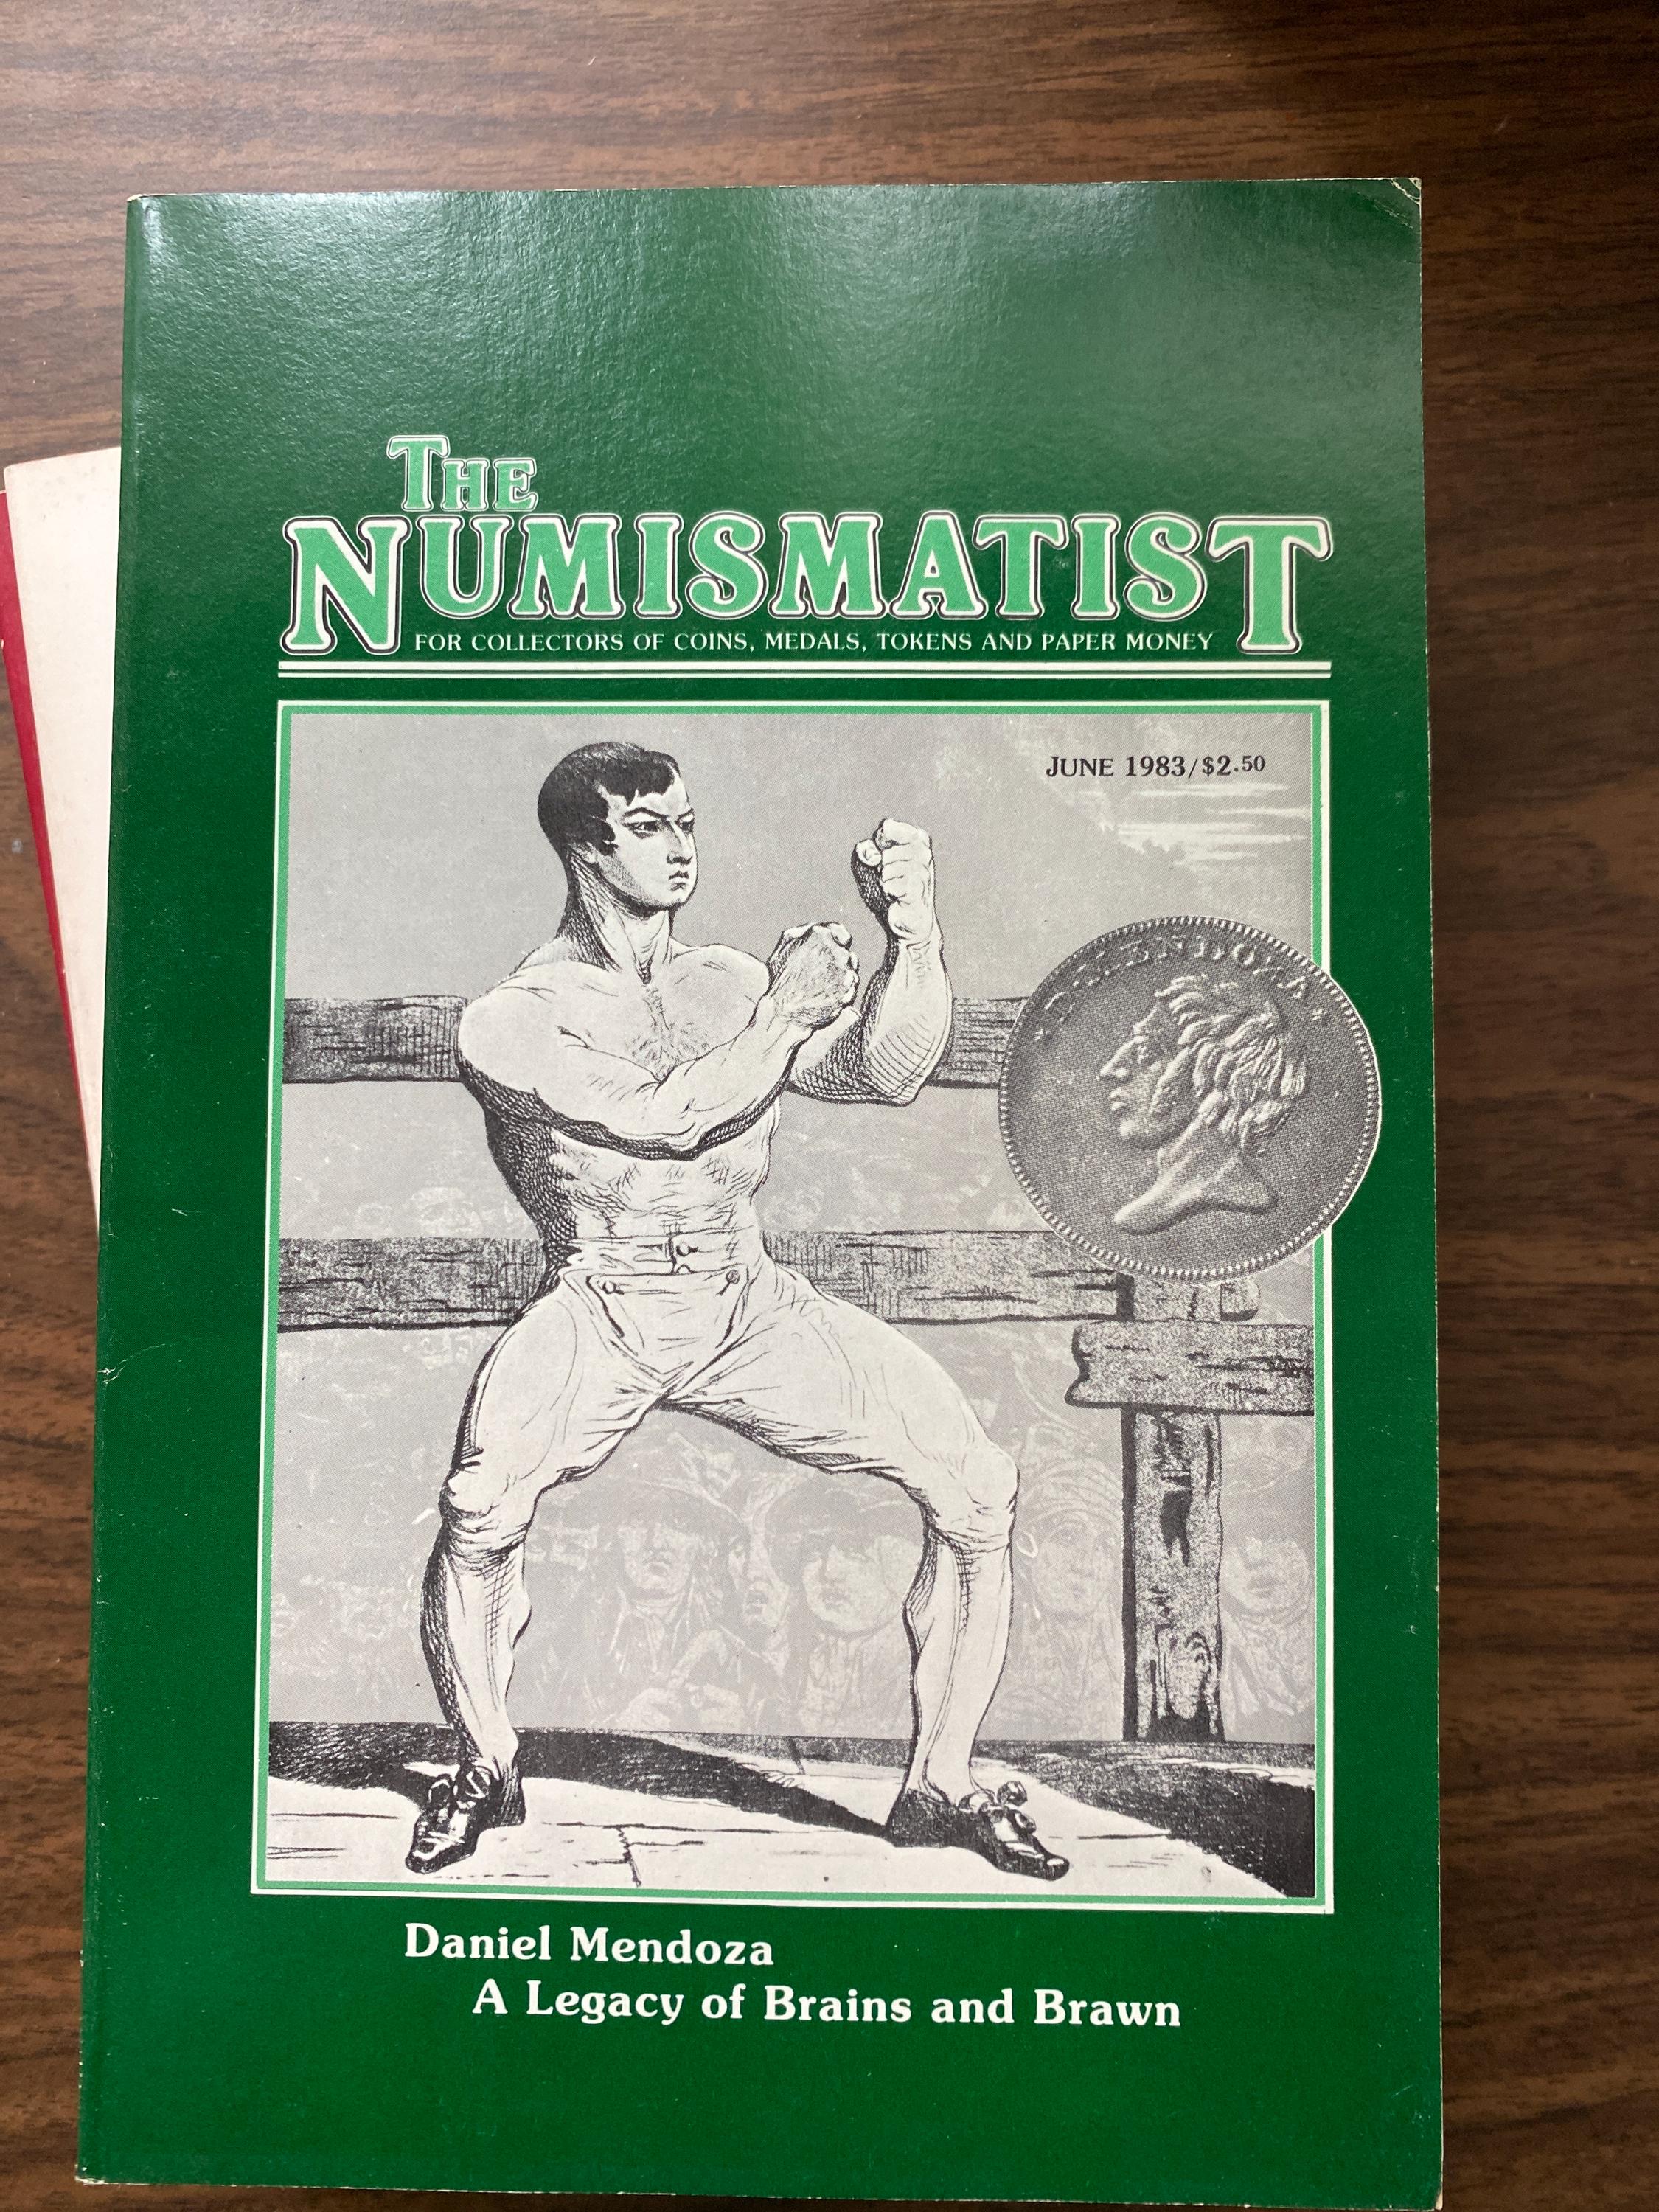 THE
NUMISMATIST
FOR COLLECTORS OF COINS, MEDALS, TOKENS AND PAPER MONEY
JUNE 1983/$2.50
D. MENDOZA
Daniel Mendoza
A Legacy of Brains and Brawn